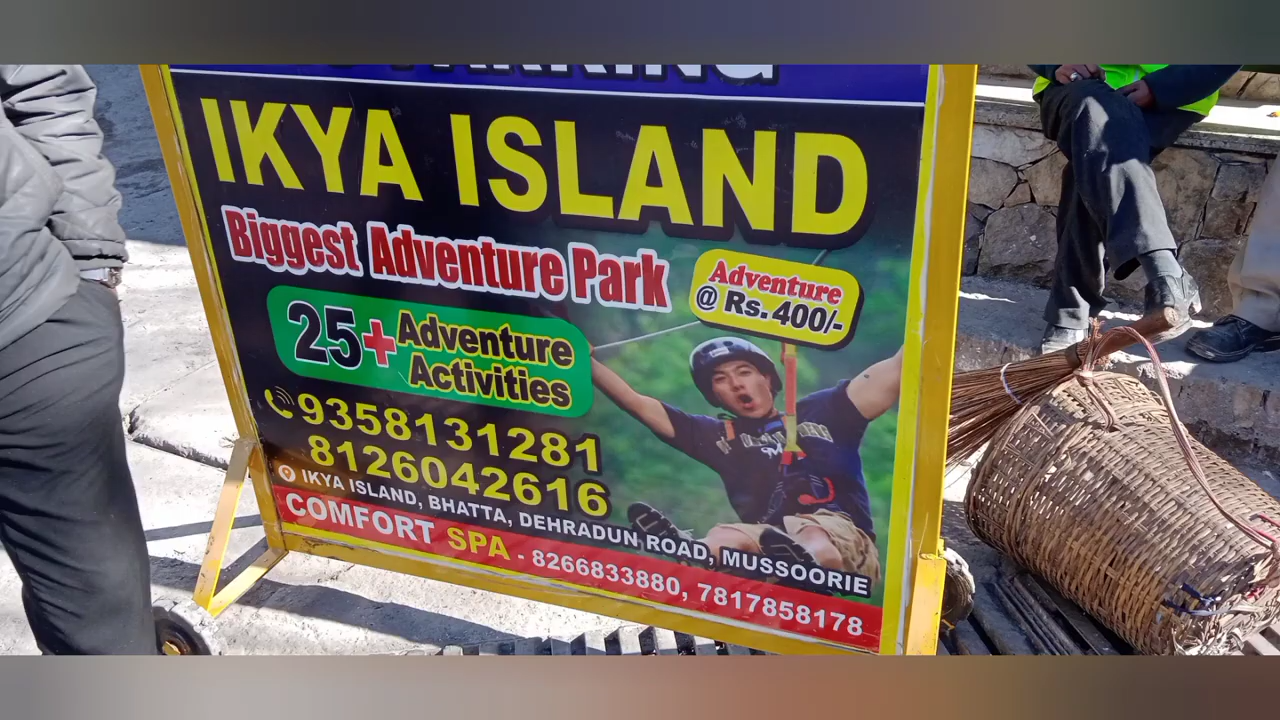 IKYA ISLAND
Biggest Adventure Park
Adventure
@ Rs. 400/-
25+ Adventure
Activities
9358131281
8126042616
IKYA ISLAND, BHATTA, DEHRADUN ROAD, MUSSOORIE
COMFORT SPA - 8266833880, 7817858178